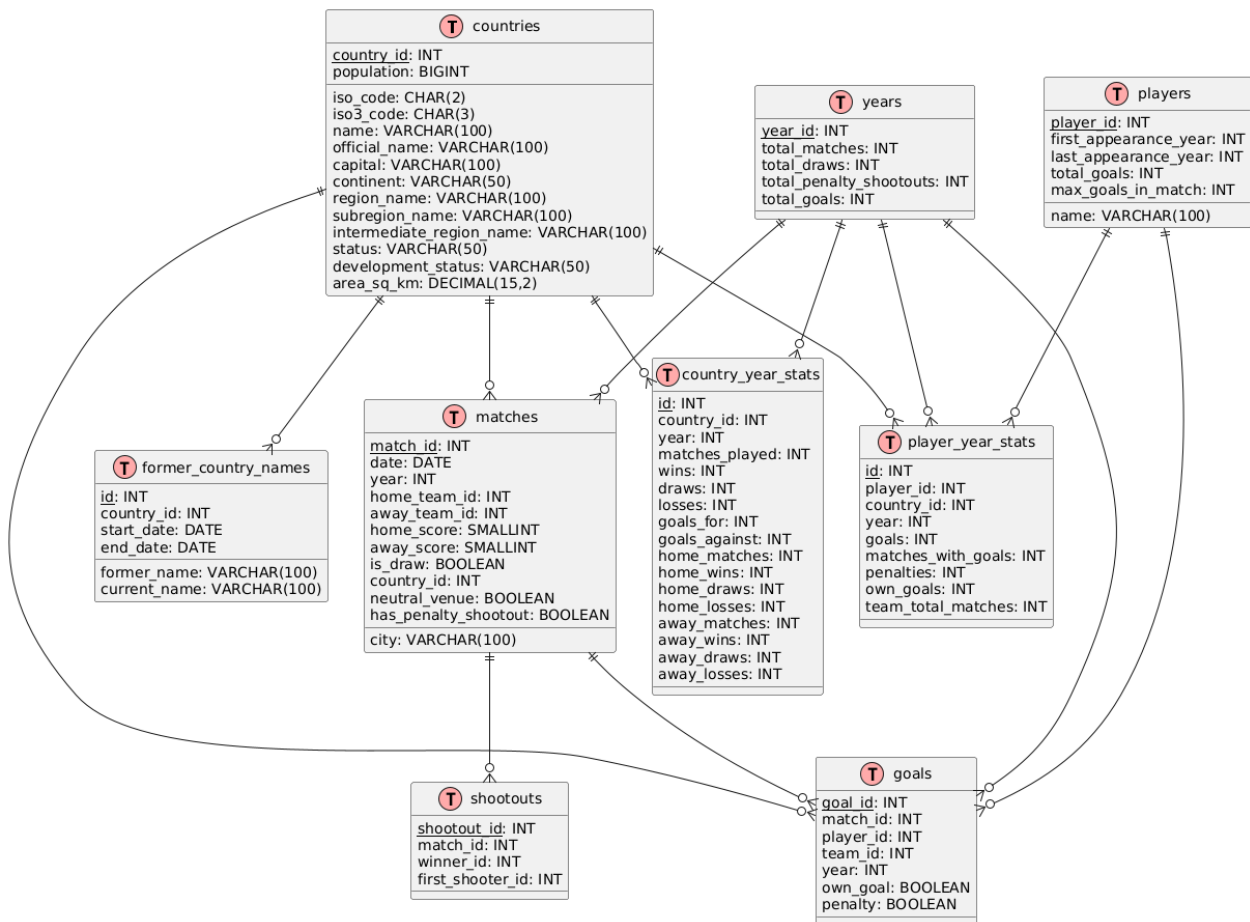 T countries
country_id: INT
population: BIGINT
iso_code: CHAR(2)
iso3_code: CHAR(3)
name: VARCHAR(100)
official_name: VARCHAR(100)
capital: VARCHAR(100)
continent: VARCHAR(50)
region_name: VARCHAR(100)
subregion_name: VARCHAR(100)
intermediate_region_name: VARCHAR(100)
status: VARCHAR(50)
development_status: VARCHAR(50)
area_sq_km: DECIMAL(15,2)
T years
year_id: INT
total_matches: INT
total_draws: INT
total_penalty_shootouts: INT
total_goals: INT
T players
player_id: INT
first_appearance_year: INT
last_appearance_year: INT
total_goals: INT
max_goals_in_match: INT
name: VARCHAR(100)
T former_country_names
id: INT
country_id: INT
start_date: DATE
end_date: DATE
former_name: VARCHAR(100)
current_name: VARCHAR(100)
T matches
match_id: INT
date: DATE
year: INT
home_team_id: INT
away_team_id: INT
home_score: SMALLINT
away_score: SMALLINT
is_draw: BOOLEAN
country_id: INT
neutral_venue: BOOLEAN
has_penalty_shootout: BOOLEAN
city: VARCHAR(100)
T country_year_stats
id: INT
country_id: INT
year: INT
matches_played: INT
wins: INT
draws: INT
losses: INT
goals_for: INT
goals_against: INT
home_matches: INT
home_wins: INT
home_draws: INT
home_losses: INT
away_matches: INT
away_wins: INT
away_draws: INT
away_losses: INT
T player_year_stats
id: INT
player_id: INT
country_id: INT
year: INT
goals: INT
matches_with_goals: INT
penalties: INT
own_goals: INT
team_total_matches: INT
T shootouts
shootout_id: INT
match_id: INT
winner_id: INT
first_shooter_id: INT
T goals
goal_id: INT
match_id: INT
player_id: INT
team_id: INT
year: INT
own_goal: BOOLEAN
penalty: BOOLEAN